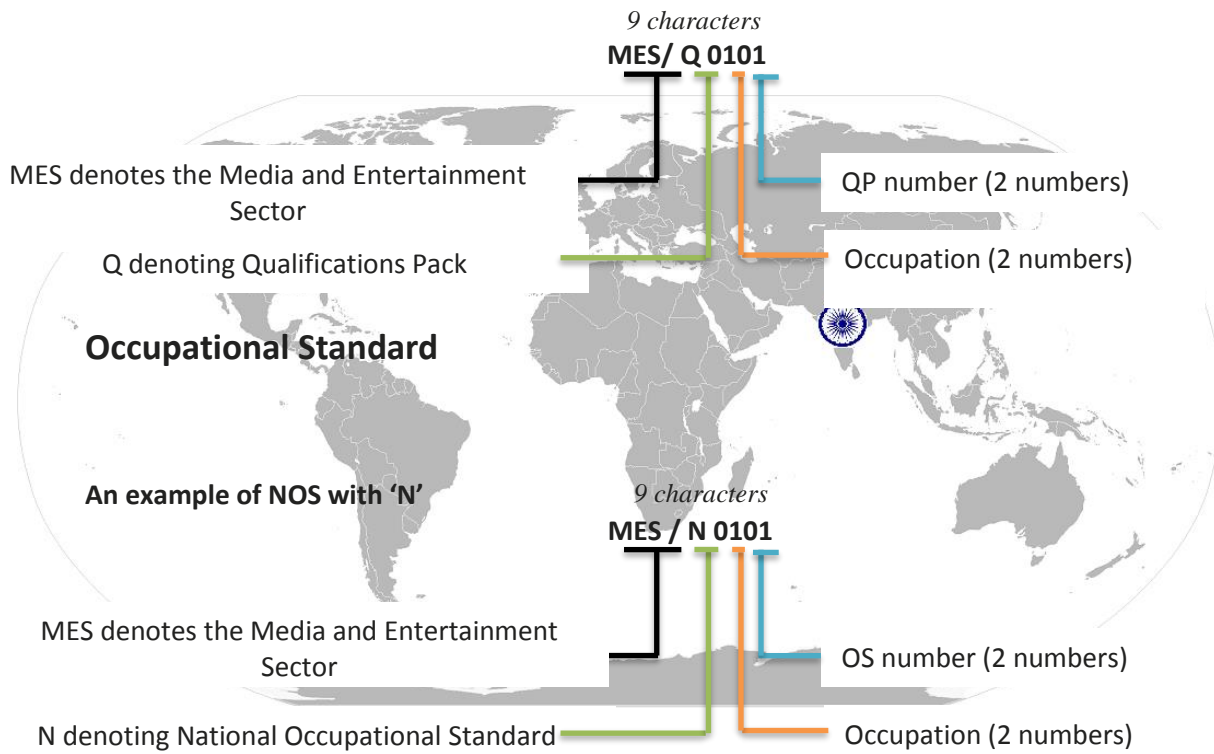 9 characters
MES/ Q 0101
MES denotes the Media and Entertainment
Sector
QP number (2 numbers)
Q denoting Qualifications Pack
Occupation (2 numbers)
Occupational Standard
An example of NOS with ‘N’
9 characters
MES / N 0101
MES denotes the Media and Entertainment
Sector
OS number (2 numbers)
N denoting National Occupational Standard
Occupation (2 numbers)